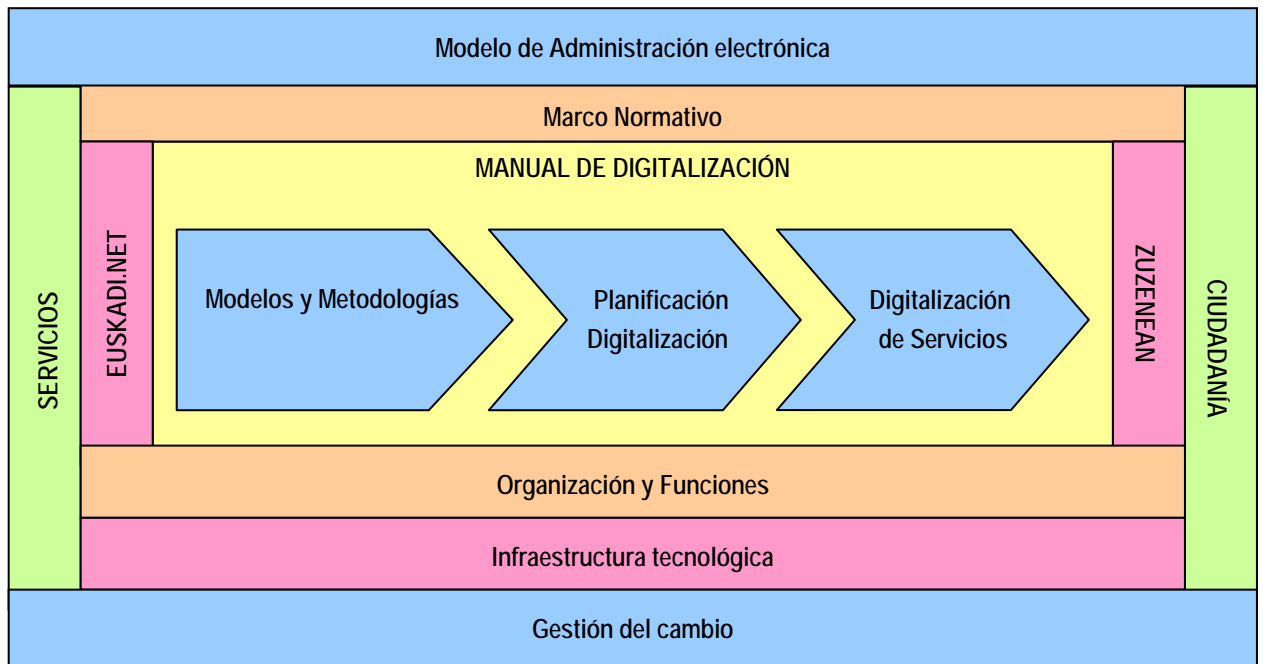 Modelo de Administración electrónica
Marco Normativo
MANUAL DE DIGITALIZACIÓN
SERVICIOS
EUSKADI.NET
Modelos y Metodologías
Planificación
Digitalización
Digitalización
de Servicios
ZUZENEAN
CIUDADANÍA
Organización y Funciones
Infraestructura tecnológica
Gestión del cambio